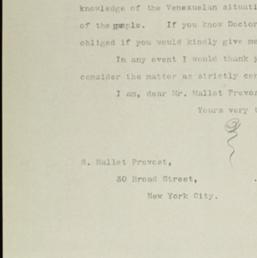 knowledge of the Venezuelan situati
of the people. If you know Doctor
obliged if you would kindly give me
In any event I would thank y
consider the matter as strictly con
I am, dear Mr. Mallet Prevos
Yours very
S. Mallet Prevost,
30 Broad Street,
New York City.